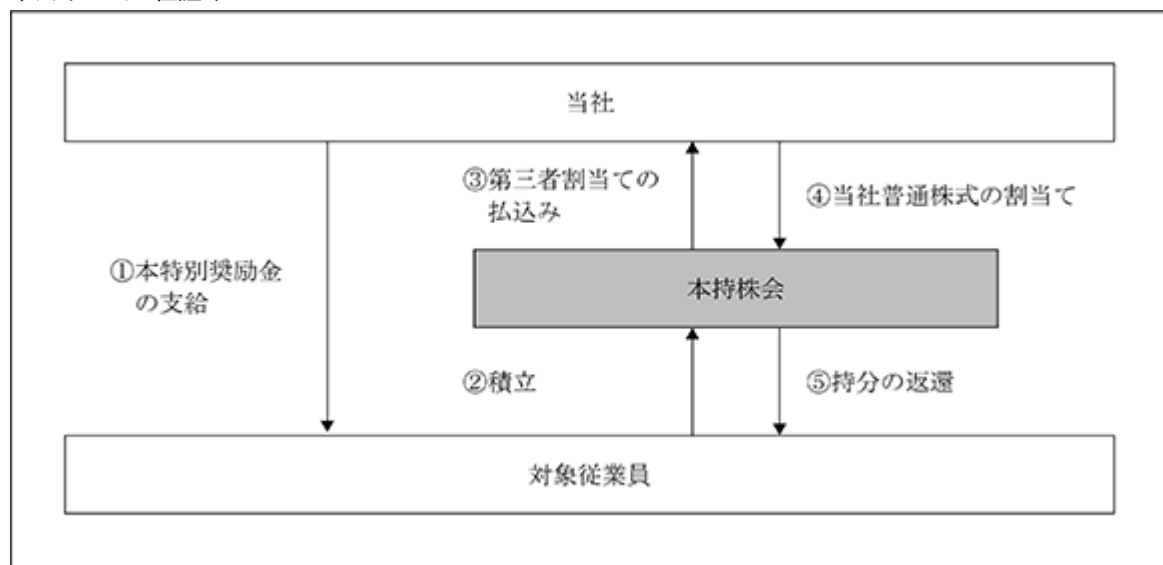 当社
③第三者割当ての
払込み
④当社普通株式の割当て
①本特別奨励金
の支給
本持株会
②積立
⑤持分の返還
対象従業員